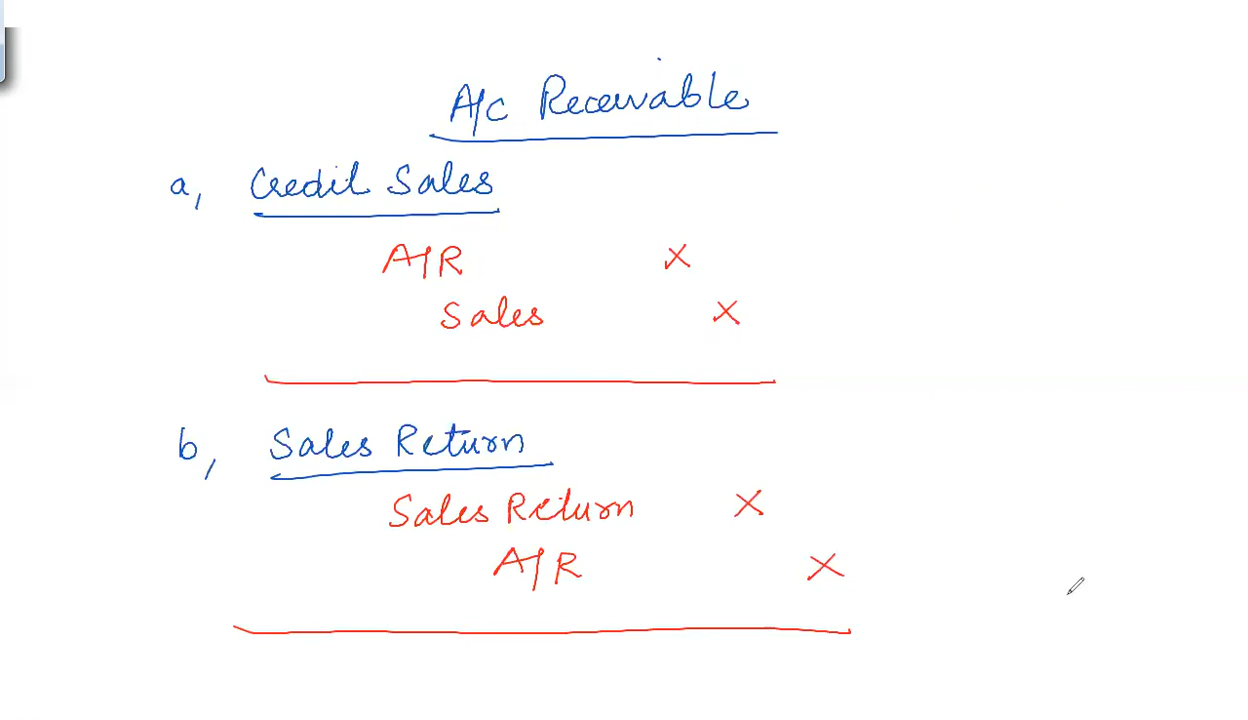 A/c Receivable
a, Credit Sales
A/R X
Sales X
b, Sales Return
Sales Return X
A/R X